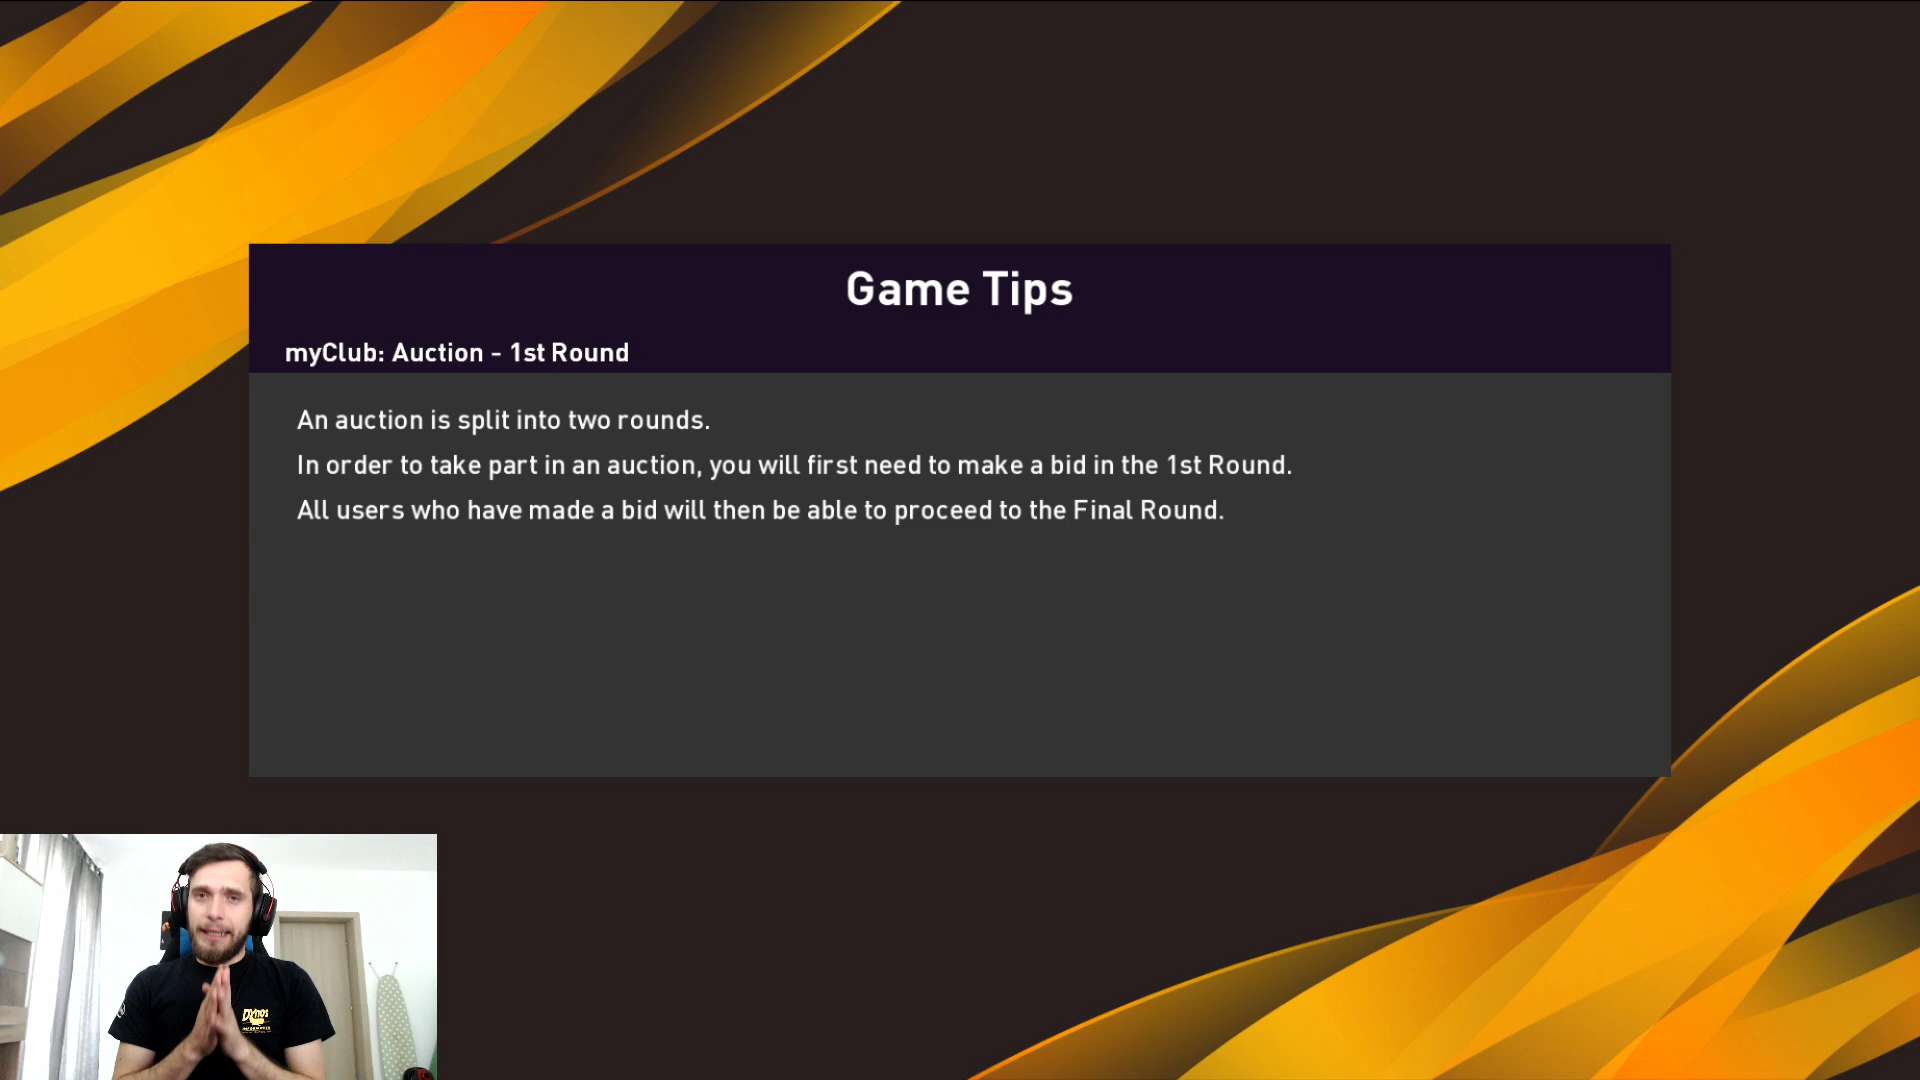 Game Tips
myClub: Auction - 1st Round
An auction is split into two rounds.
In order to take part in an auction, you will first need to make a bid in the 1st Round.
All users who have made a bid will then be able to proceed to the Final Round.
DYNOS